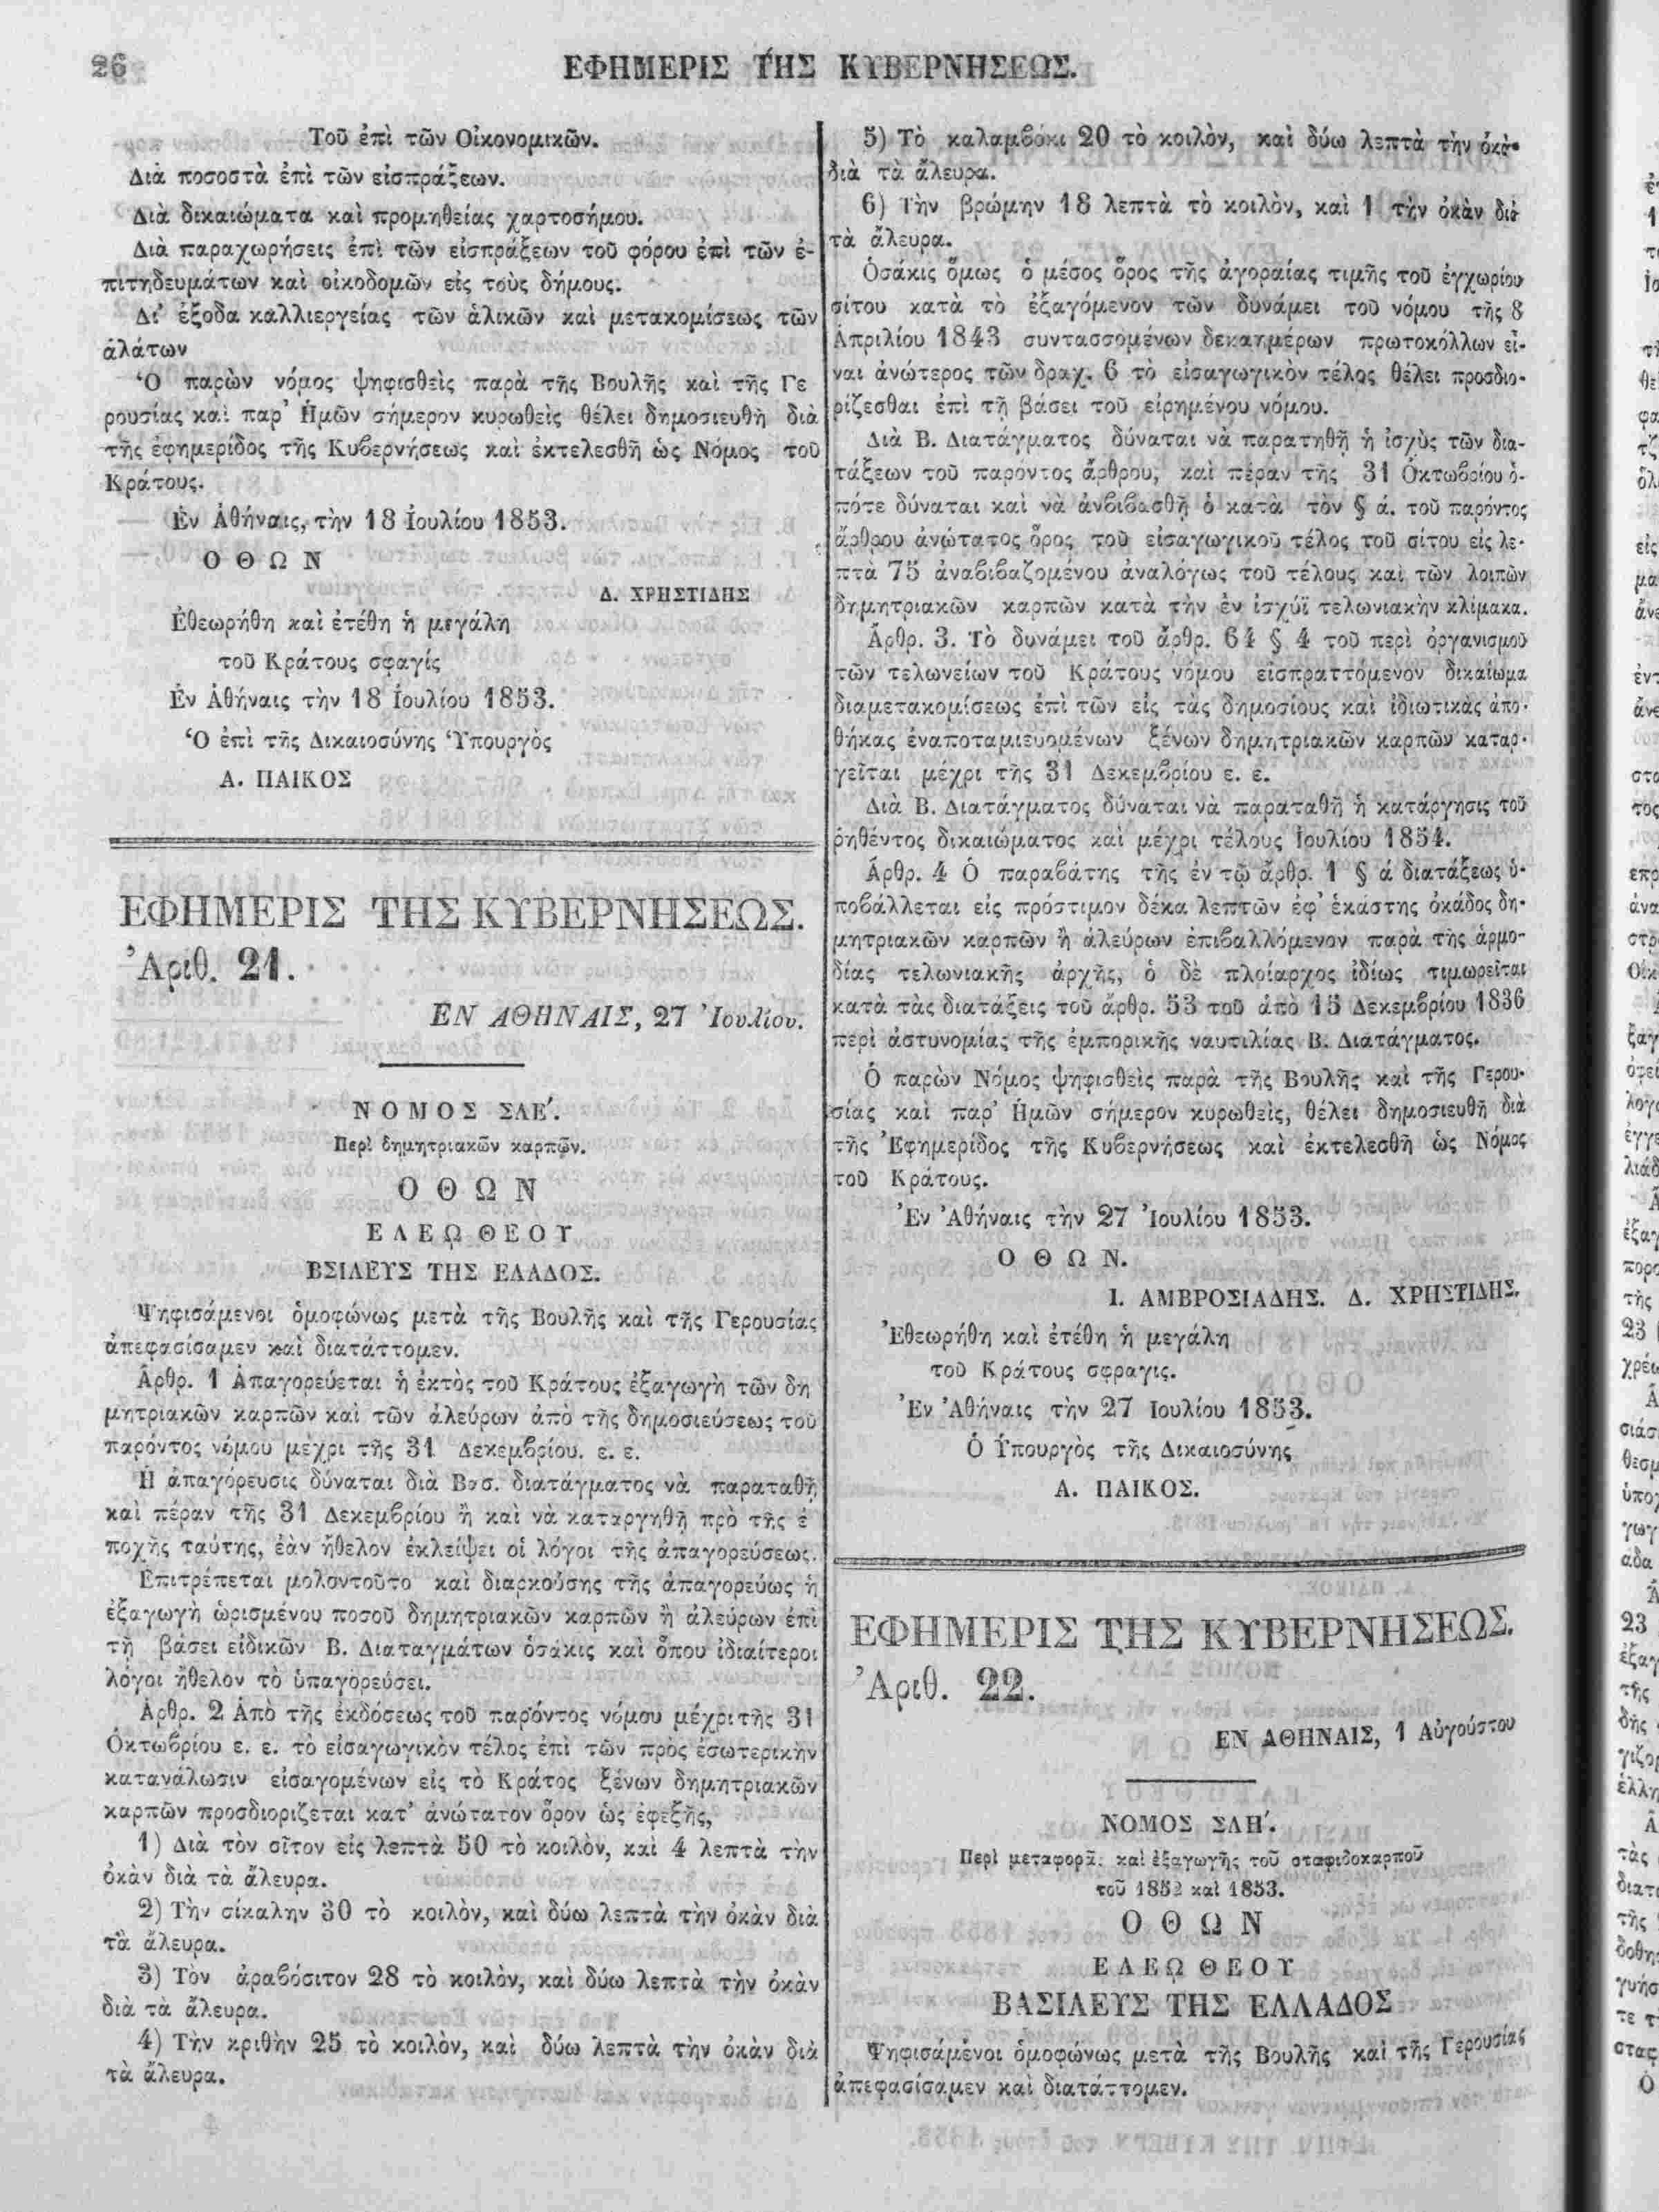 26
ΕΦΗΜΕΡΙΣ ΤΗΣ ΚΥΒΕΡΝΗΣΕΩΣ.
Τοῦ ἐπὶ τῶν Οἰκονομικῶν.
Διὰ ποσοστὰ ἐπὶ τῶν εἰσπράξεων.
Διὰ δικαιώματα καὶ προμηθείας χαρτοσήμου.
Διὰ παραχωρήσεις ἐπὶ τῶν εἰσπράξεων τοῦ φόρου ἐπὶ τῶν ἐ-
πιτηδευμάτων καὶ οἰκοδομῶν εἰς τοὺς δήμους.
Δι' ἔξοδα καλλιεργείας τῶν ἁλικῶν καὶ μετακομίσεως τῶν
ἁλάτων
Ὁ παρὼν νόμος ψηφισθεὶς παρὰ τῆς Βουλῆς καὶ τῆς Γε
ρουσίας καὶ παρ' Ἡμῶν σήμερον κυρωθεὶς θέλει δημοσιευθῆ διὰ
τῆς ἐφημερίδος τῆς Κυβερνήσεως καὶ ἐκτελεσθῆ ὡς Νόμος τοῦ
Κράτους.
Ἐν Ἀθήναις, τὴν 18 Ἰουλίου 1853.
Ο Θ Ω Ν
Δ. ΧΡΗΣΤΙΔΗΣ
Ἐθεωρήθη καὶ ἐτέθη ἡ μεγάλη
τοῦ Κράτους σφαγίς
Ἐν Ἀθήναις τὴν 18 Ἰουλίου 1853.
Ὁ ἐπὶ τῆς Δικαιοσύνης Ὑπουργὸς
Α. ΠΑΙΚΟΣ
ΕΦΗΜΕΡΙΣ ΤΗΣ ΚΥΒΕΡΝΗΣΕΩΣ.
Ἀριθ. 21.
ΕΝ ΑΘΗΝΑΙΣ, 27 Ἰουλίου.
ΝΟΜΟΣ ΣΛΕ'.
Περὶ δημητριακῶν καρπῶν.
Ο Θ Ω Ν
ΕΛΕΩ ΘΕΟΥ
ΒΣΙΛΕΥΣ ΤΗΣ ΕΛΑΔΟΣ.
Ψηφισάμενοι ὁμοφώνως μετὰ τῆς Βουλῆς καὶ τῆς Γερουσίας
ἀπεφασίσαμεν καὶ διατάττομεν.
Ἄρθρ. 1 Ἀπαγορεύεται ἡ ἐκτὸς τοῦ Κράτους ἐξαγωγὴ τῶν δη
μητριακῶν καρπῶν καὶ τῶν ἀλεύρων ἀπὸ τῆς δημοσιεύσεως τοῦ
παρόντος νόμου μέχρι τῆς 31 Δεκεμβρίου. ε. ε.
Ἡ ἀπαγόρευσις δύναται διὰ Βασ. διατάγματος νὰ παραταθῇ
καὶ πέραν τῆς 31 Δεκεμβρίου ἢ καὶ νὰ καταργηθῇ πρὸ τῆς ἐ
ποχῆς ταύτης, ἐὰν ἤθελον ἐκλείψει οἱ λόγοι τῆς ἀπαγορεύσεως.
Ἐπιτρέπεται μολοντοῦτο καὶ διαρκούσης τῆς ἀπαγορεύως ἡ
ἐξαγωγὴ ὡρισμένου ποσοῦ δημητριακῶν καρπῶν ἢ ἀλεύρων ἐπὶ
τῇ βάσει εἰδικῶν Β. Διαταγμάτων ὁσάκις καὶ ὅπου ἰδιαίτεροι
λόγοι ἤθελον τὸ ὑπαγορεύσει.
Ἄρθρ. 2 Ἀπὸ τῆς ἐκδόσεως τοῦ παρόντος νόμου μέχρι τῆς 31
Ὀκτωβρίου ε. ε. τὸ εἰσαγωγικὸν τέλος ἐπὶ τῶν πρὸς ἐσωτερικὴν
κατανάλωσιν εἰσαγομένων εἰς τὸ Κράτος ξένων δημητριακῶν
καρπῶν προσδιορίζεται κατ' ἀνώτατον ὅρον ὡς ἐφεξῆς,
1) Διὰ τὸν σῖτον εἰς λεπτὰ 50 τὸ κοιλὸν, καὶ 4 λεπτὰ τὴν
ὀκὰν διὰ τὰ ἄλευρα.
2) Τὴν σίκαλην 30 τὸ κοιλὸν, καὶ δύω λεπτὰ τὴν ὀκὰν διὰ
τὰ ἄλευρα.
3) Τὸν ἀραβόσιτον 28 τὸ κοιλὸν, καὶ δύω λεπτὰ τὴν ὀκὰν
διὰ τὰ ἄλευρα.
4) Τὴν κριθὴν 25 τὸ κοιλὸν, καὶ δύω λεπτὰ τὴν ὀκὰν διὰ
τὰ ἄλευρα.
5) Τὸ καλαμβόκι 20 τὸ κοιλὸν, καὶ δύω λεπτὰ τὴν ὀκὰ
διὰ τὰ ἄλευρα.
6) Τὴν βρώμην 18 λεπτὰ τὸ κοιλὸν, καὶ 1 τὴν ὀκὰν διὰ
τὰ ἄλευρα.
Ὁσάκις ὅμως ὁ μέσος ὅρος τῆς ἀγοραίας τιμῆς τοῦ ἐγχωρίου
σίτου κατὰ τὸ ἐξαγόμενον τῶν δυνάμει τοῦ νόμου τῆς 8
Ἀπριλίου 1843 συντασσομένων δεκαημέρων πρωτοκόλλων εἶ-
ναι ἀνώτερος τῶν δραχ. 6 τὸ εἰσαγωγικὸν τέλος θέλει προσδιο-
ρίζεσθαι ἐπὶ τῇ βάσει τοῦ εἰρημένου νόμου.
Διὰ Β. Διατάγματος δύναται νὰ παρατηθῇ ἡ ἰσχὺς τῶν δια-
τάξεων τοῦ παρόντος ἄρθρου, καὶ πέραν τῆς 31 Ὀκτωβρίου ὁ-
πότε δύναται καὶ νὰ ἀνβιβασθῇ ὁ κατὰ τὸν § ά. τοῦ παρόντος
ἄρθρου ἀνώτατος ὅρος τοῦ εἰσαγωγικοῦ τέλος τοῦ σίτου εἰς λε-
πτὰ 75 ἀναβιβαζομένου ἀναλόγως τοῦ τέλους καὶ τῶν λοιπῶν
δημητριακῶν καρπῶν κατὰ τὴν ἐν ἰσχύϊ τελωνιακὴν κλίμακα.
Ἄρθρ. 3. Τὸ δυνάμει τοῦ ἄρθρ. 64 § 4 τοῦ περὶ ὀργανισμοῦ
τῶν τελωνείων τοῦ Κράτους νόμου εἰσπραττόμενον δικαίωμα
διαμετακομίσεως ἐπὶ τῶν εἰς τὰς δημοσίους καὶ ἰδιωτικὰς ἀπο-
θήκας ἐναποταμιευομένων ξένων δημητριακῶν καρπῶν καταρ-
γεῖται μέχρι τῆς 31 Δεκεμβρίου ε. ε.
Διὰ Β. Διατάγματος δύναται νὰ παραταθῇ ἡ κατάργησις τοῦ
ῥηθέντος δικαιώματος καὶ μέχρι τέλους Ἰουλίου 1854.
Ἄρθρ. 4 Ὁ παραβάτης τῆς ἐν τῷ ἄρθρ. 1 § ά διατάξεως ὑ-
ποβάλλεται εἰς πρόστιμον δέκα λεπτῶν ἐφ' ἑκάστης ὀκάδος δη-
μητριακῶν καρπῶν ἢ ἀλεύρων ἐπιβαλλόμενον παρὰ τῆς ἁρμο-
δίας τελωνιακῆς ἀρχῆς, ὁ δὲ πλοίαρχος ἰδίως τιμωρεῖται
κατὰ τὰς διατάξεις τοῦ ἄρθρ. 53 τοῦ ἀπὸ 15 Δεκεμβρίου 1836
περὶ ἀστυνομίας τῆς ἐμπορικῆς ναυτιλίας Β. Διατάγματος.
Ὁ παρὼν Νόμος ψηφισθεὶς παρὰ τῆς Βουλῆς καὶ τῆς Γερου-
σίας καὶ παρ' Ἡμῶν σήμερον κυρωθεὶς, θέλει δημοσιευθῆ διὰ
τῆς Ἐφημερίδος τῆς Κυβερνήσεως καὶ ἐκτελεσθῆ ὡς Νόμος
τοῦ Κράτους.
Ἐν Ἀθήναις τὴν 27 Ἰουλίου 1853.
Ο Θ Ω Ν.
Ι. ΑΜΒΡΟΣΙΑΔΗΣ. Δ. ΧΡΗΣΤΙΔΗΣ.
Ἐθεωρήθη καὶ ἐτέθη ἡ μεγάλη
τοῦ Κράτους σφραγις.
Ἐν Ἀθήναις τὴν 27 Ιουλίου 1853.
Ὁ Ὑπουργὸς τῆς Δικαιοσύνης
Α. ΠΑΙΚΟΣ.
ΕΦΗΜΕΡΙΣ ΤΗΣ ΚΥΒΕΡΝΗΣΕΩΣ.
Ἀριθ. 22.
ΕΝ ΑΘΗΝΑΙΣ, 1 Αὐγούστου
ΝΟΜΟΣ ΣΛΗ'.
Περὶ μεταφορᾶς καὶ ἐξαγωγῆς τοῦ σταφιδοκαρποῦ
τοῦ 1852 καὶ 1853.
Ο Θ Ω Ν
ΕΛΕΩ ΘΕΟΥ
ΒΑΣΙΛΕΥΣ ΤΗΣ ΕΛΛΑΔΟΣ
Ψηφισάμενοι ὁμοφώνως μετὰ τῆς Βουλῆς καὶ τῆς Γερουσίας
ἀπεφασίσαμεν καὶ διατάττομεν.